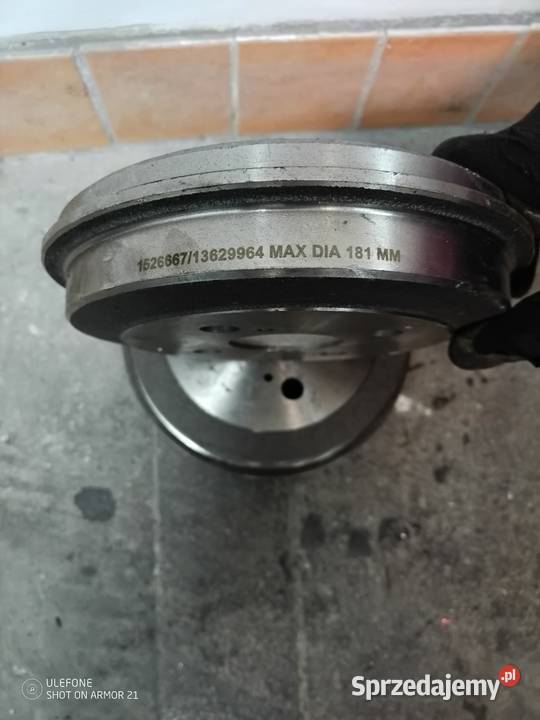 1526667/13629964 MAX DIA 181 MM
ULEFONE
SHOT ON ARMOR 21
Sprzedajemy.pl